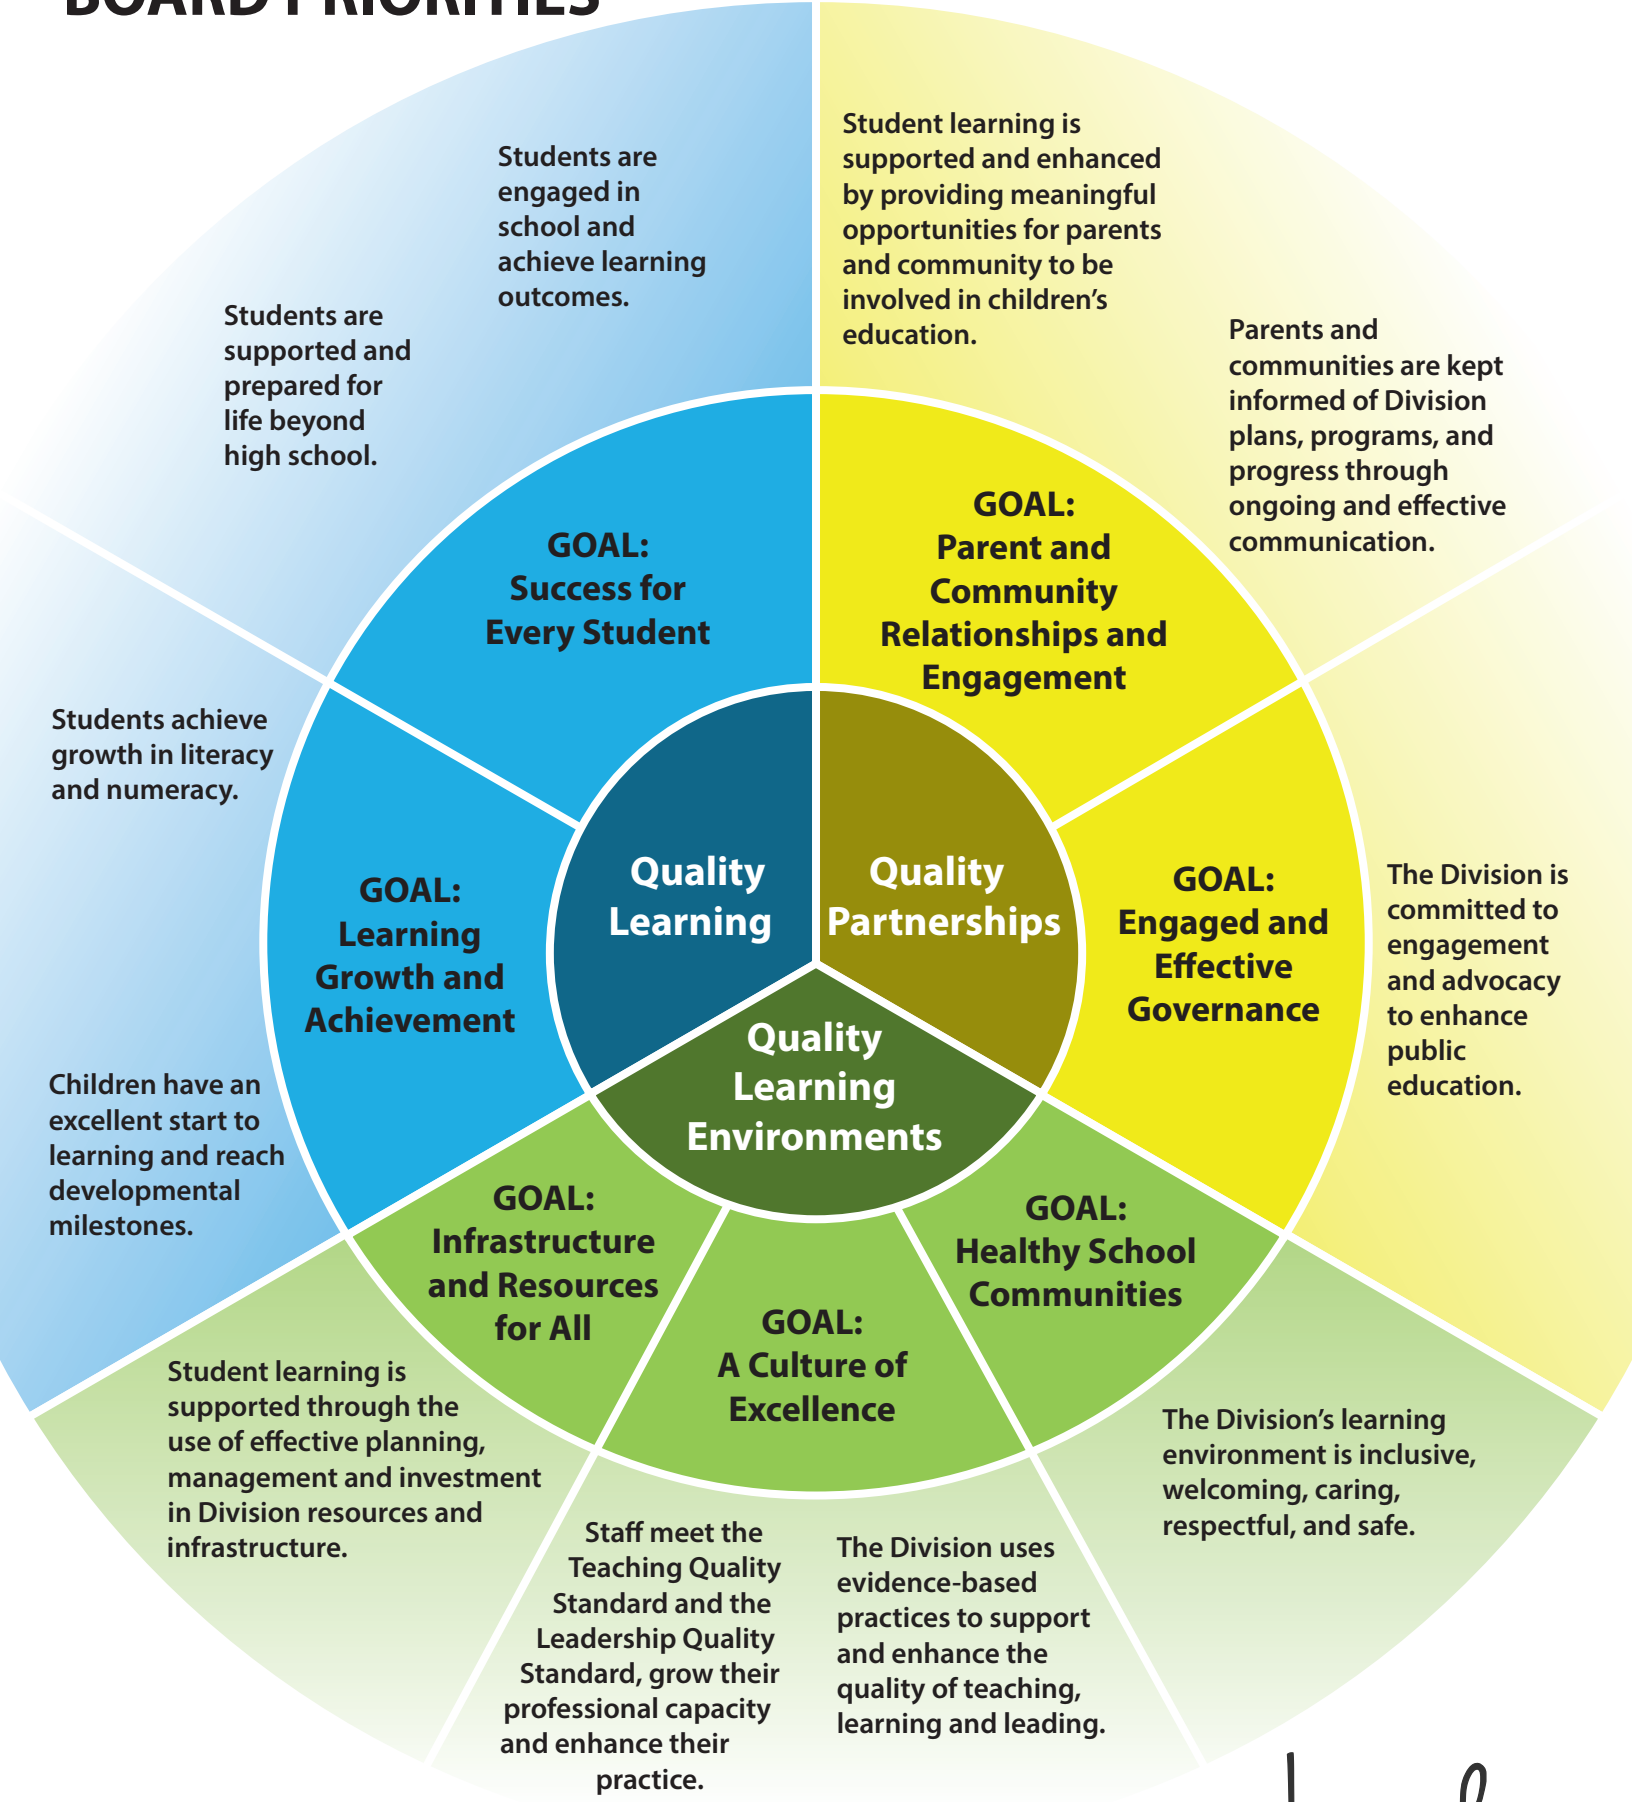 BOARD PRIORITIES
Students are
engaged in
school and
achieve learning
outcomes.
Students are
supported and
prepared for
life beyond
high school.
Student learning is
supported and enhanced
by providing meaningful
opportunities for parents
and community to be
involved in children’s
education.
Parents and
communities are kept
informed of Division
plans, programs, and
progress through
ongoing and effective
communication.
GOAL:
Success for
Every Student
GOAL:
Parent and
Community
Relationships and
Engagement
Students achieve
growth in literacy
and numeracy.
Children have an
excellent start to
learning and reach
developmental
milestones.
GOAL:
Learning
Growth and
Achievement
Quality
Learning
Quality
Partnerships
Quality
Learning
Environments
GOAL:
Engaged and
Effective
Governance
The Division is
committed to
engagement
and advocacy
to enhance
public
education.
GOAL:
Infrastructure
and Resources
for All
GOAL:
A Culture of
Excellence
GOAL:
Healthy School
Communities
Student learning is
supported through the
use of effective planning,
management and investment
in Division resources and
infrastructure.
Staff meet the
Teaching Quality
Standard and the
Leadership Quality
Standard, grow their
professional capacity
and enhance their
practice.
The Division uses
evidence-based
practices to support
and enhance the
quality of teaching,
learning and leading.
The Division’s learning
environment is inclusive,
welcoming, caring,
respectful, and safe.